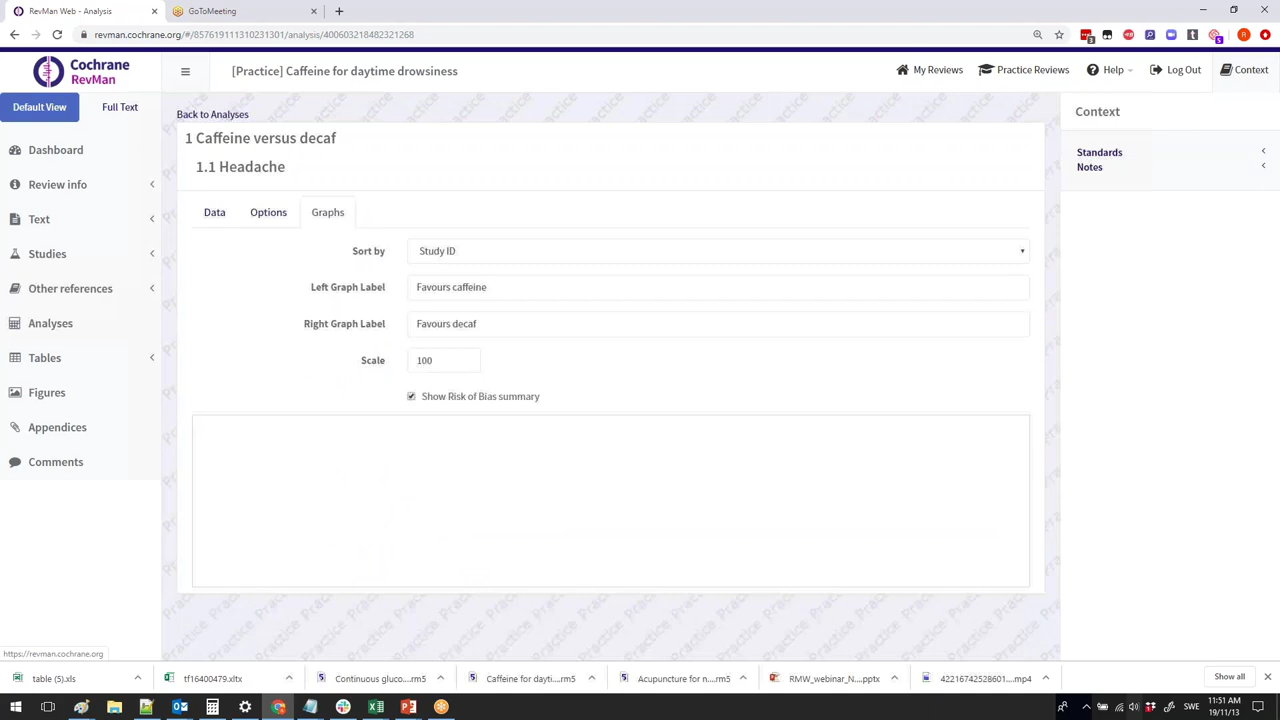 RevMan Web - Analysis
GoToMeeting
revman.cochrane.org/#/857619111310231301/analysis/400603218482321268
Cochrane
RevMan
[Practice] Caffeine for daytime drowsiness
My Reviews
Practice Reviews
Help
Log Out
Context
Default View
Full Text
Dashboard
Review info
Text
Studies
Other references
Analyses
Tables
Figures
Appendices
Comments
Back to Analyses
1 Caffeine versus decaf
1.1 Headache
Data
Options
Graphs
Sort by
Study ID
Left Graph Label
Favours caffeine
Right Graph Label
Favours decaf
Scale
100
Show Risk of Bias summary
Context
Standards
Notes
Practice
https://revman.cochrane.org
table (5).xls
tf16400479.xltx
Continuous gluco....rm5
Caffeine for dayti....rm5
Acupuncture for n....rm5
RMW_webinar_N....pptx
42216742528601....mp4
Show all
SWE
11:51 AM
19/11/13